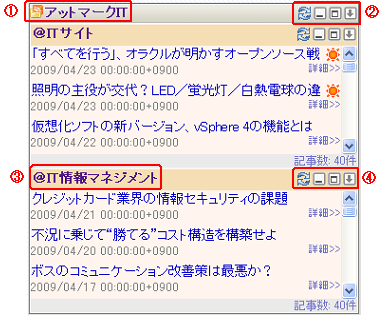 ① アットマークIT ②
@ITサイト
「すべてを行う」、オラクルが明かすオープンソース戦
2009/04/23 00:00:00+0900 詳細>>
照明の主役が交代？LED／蛍光灯／白熱電球の違
2009/04/23 00:00:00+0900 詳細>>
仮想化ソフトの新バージョン、vSphere 4の機能とは
2009/04/22 00:00:00+0900 詳細>>
記事数: 40件
③ @IT情報マネジメント ④
クレジットカード業界の情報セキュリティの課題
2009/04/21 00:00:00+0900 詳細>>
不況に乗じて“勝てる”コスト構造を構築せよ
2009/04/20 00:00:00+0900 詳細>>
ボスのコミュニケーション改善策は最悪か？
2009/04/17 00:00:00+0900 詳細>>
記事数: 40件